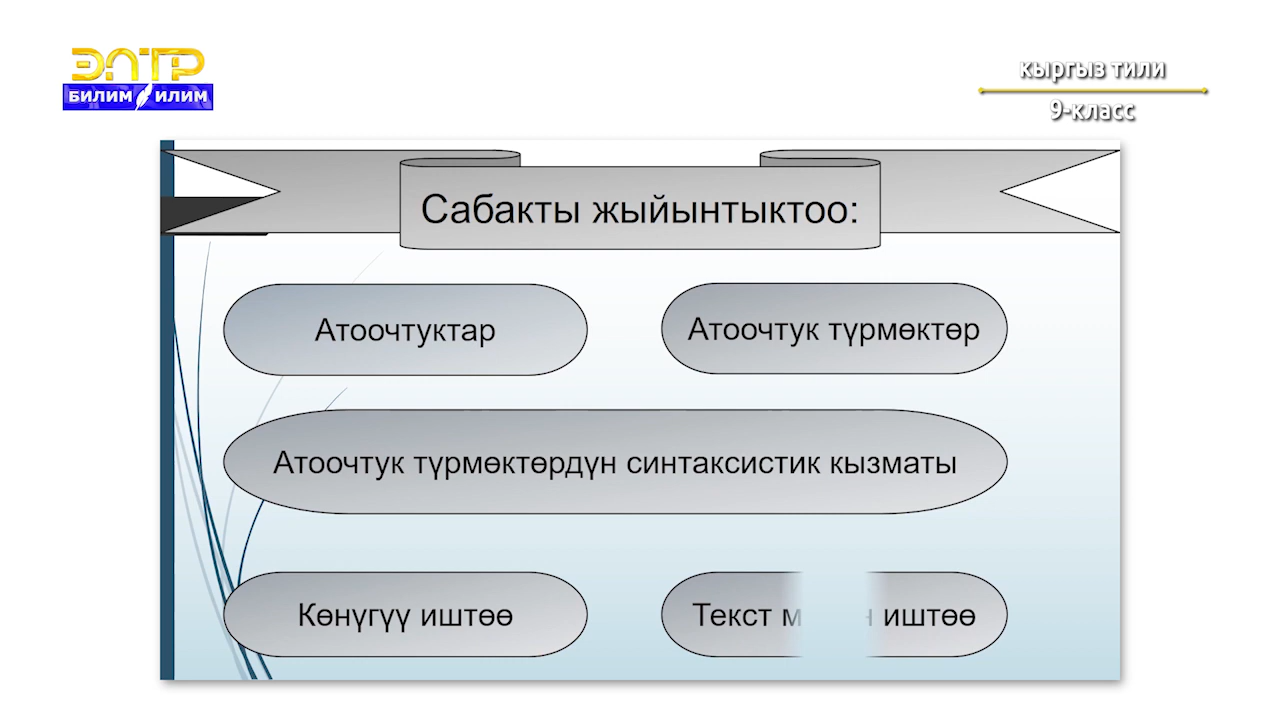 ЭЛТР
БИЛИМ ИЛИМ
кыргыз тили
9-класс
Сабакты жыйынтыктоо:
Атоочтуктар
Атоочтук түрмөктөр
Атоочтук түрмөктөрдүн синтаксистик кызматы
Көнүгүү иштөө
Текст иштөө